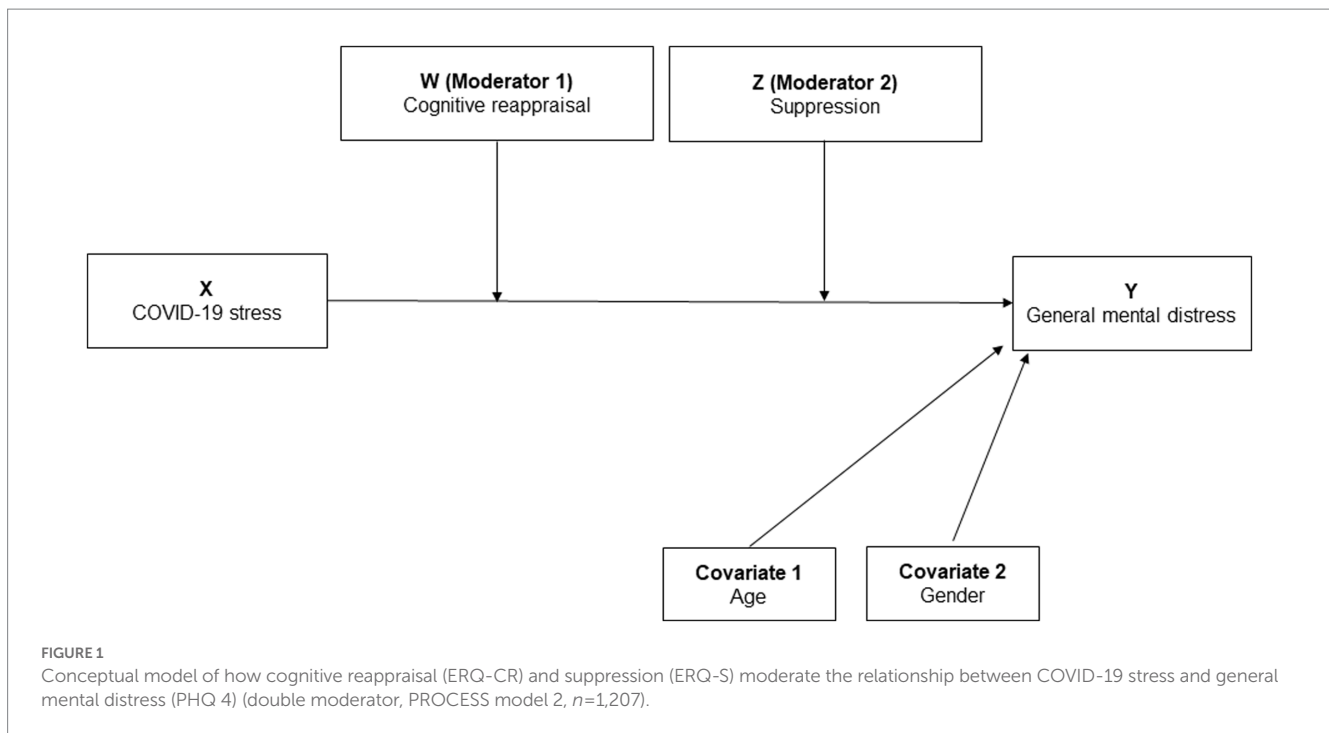 W (Moderator 1)
Cognitive reappraisal
Z (Moderator 2)
Suppression
X
COVID-19 stress
Y
General mental distress
Covariate 1
Age
Covariate 2
Gender
FIGURE 1
Conceptual model of how cognitive reappraisal (ERQ-CR) and suppression (ERQ-S) moderate the relationship between COVID-19 stress and general
mental distress (PHQ 4) (double moderator, PROCESS model 2, n=1,207).